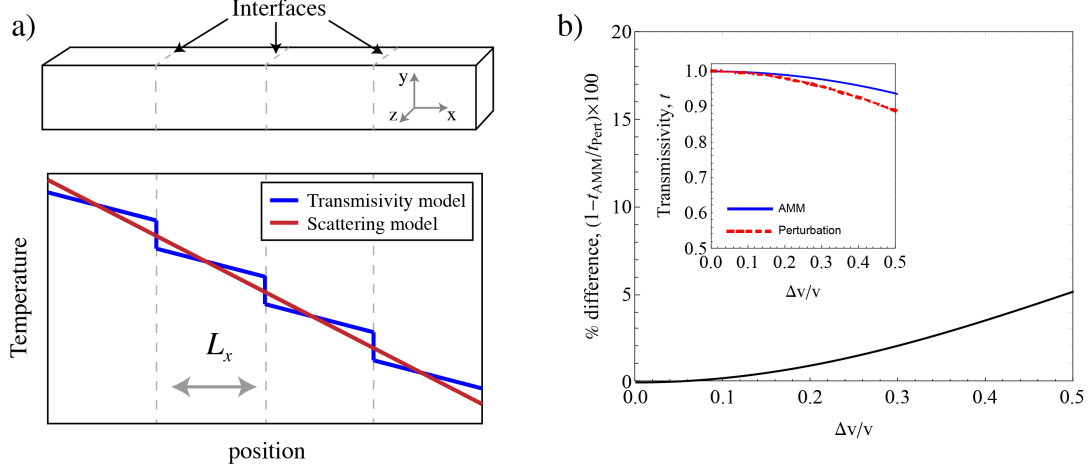 a)
Interfaces
y
z
x
Transmisivity model
Scattering model
Temperature
Lₓ
position
b)
% difference, (1−t_AMM/t_Pert)×100
20
15
10
5
0
0.0
0.1
0.2
0.3
0.4
0.5
Δv/v
Transmissivity, t
1.0
0.9
0.8
0.7
0.6
0.5
AMM
Perturbation
0.0
0.1
0.2
0.3
0.4
0.5
Δv/v